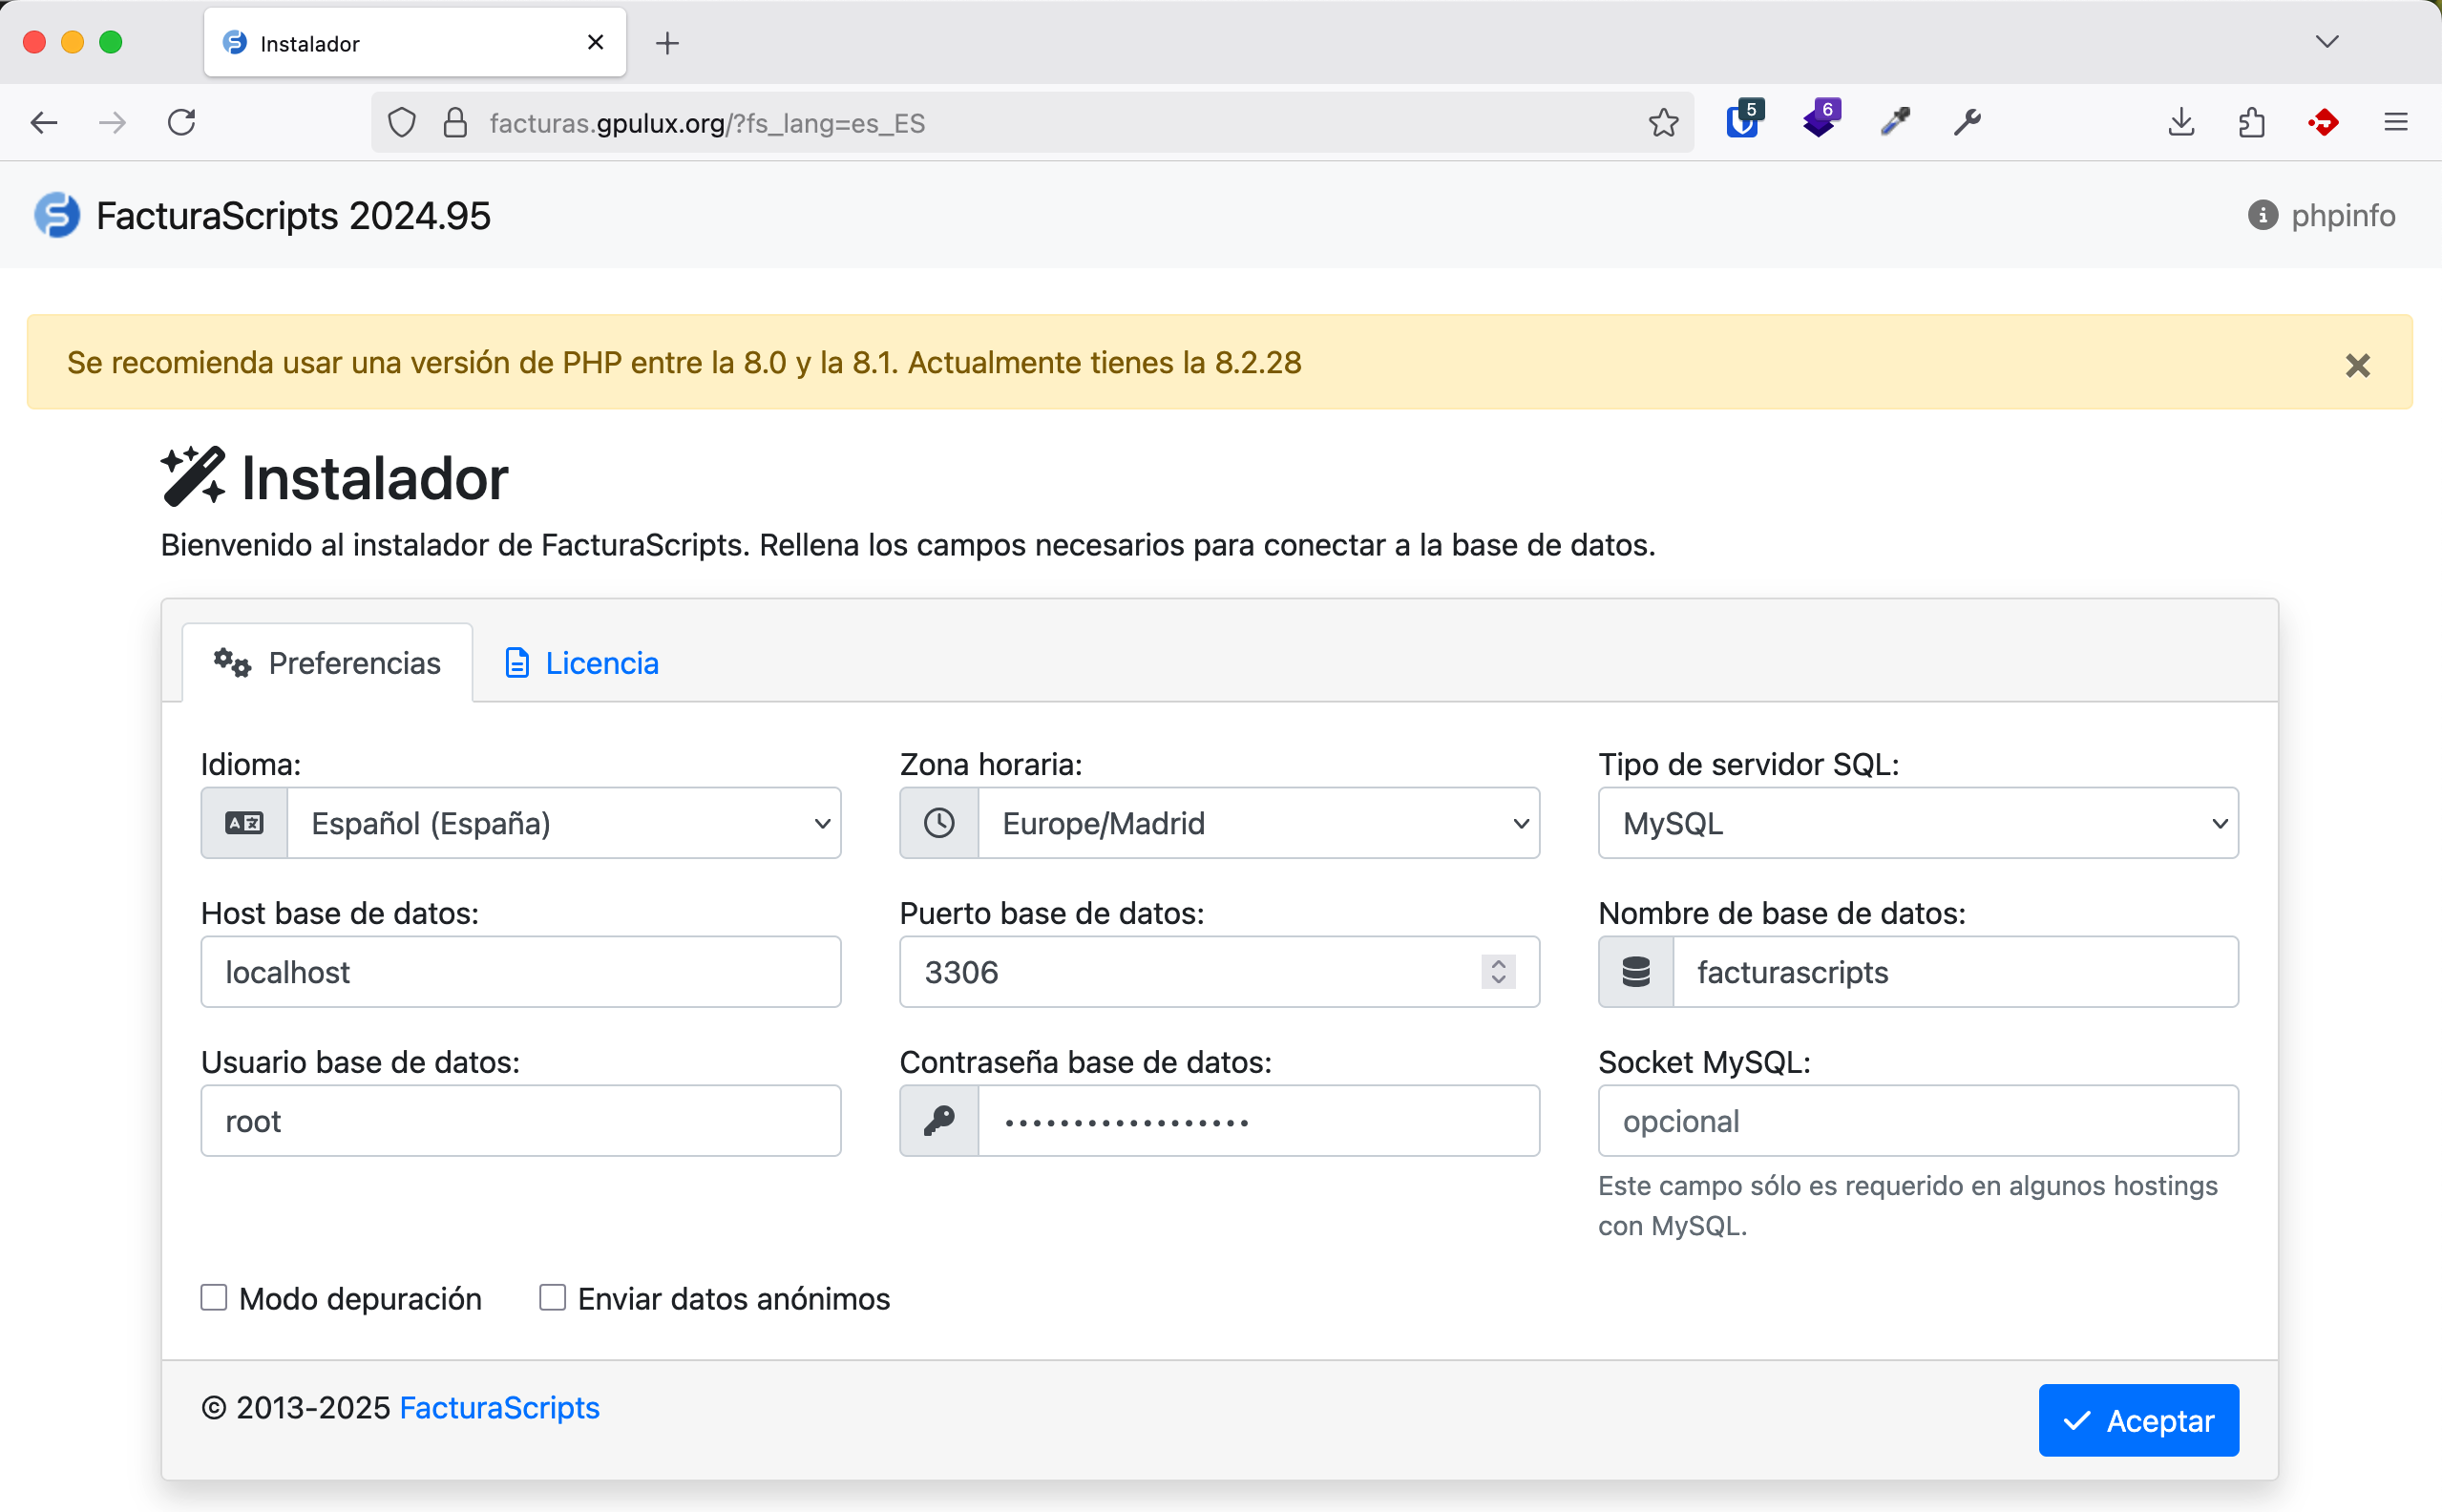 Instalador
facturas.gpulux.org/?fs_lang=es_ES
5
6
FacturaScripts 2024.95
phpinfo
Se recomienda usar una versión de PHP entre la 8.0 y la 8.1. Actualmente tienes la 8.2.28
Instalador
Bienvenido al instalador de FacturaScripts. Rellena los campos necesarios para conectar a la base de datos.
Preferencias
Licencia
Idioma:
Zona horaria:
Tipo de servidor SQL:
Español (España)
Europe/Madrid
MySQL
Host base de datos:
Puerto base de datos:
Nombre de base de datos:
localhost
3306
facturascripts
Usuario base de datos:
Contraseña base de datos:
Socket MySQL:
root
••••••••••••••••••
opcional
Este campo sólo es requerido en algunos hostings
con MySQL.
Modo depuración
Enviar datos anónimos
© 2013-2025 FacturaScripts
Aceptar